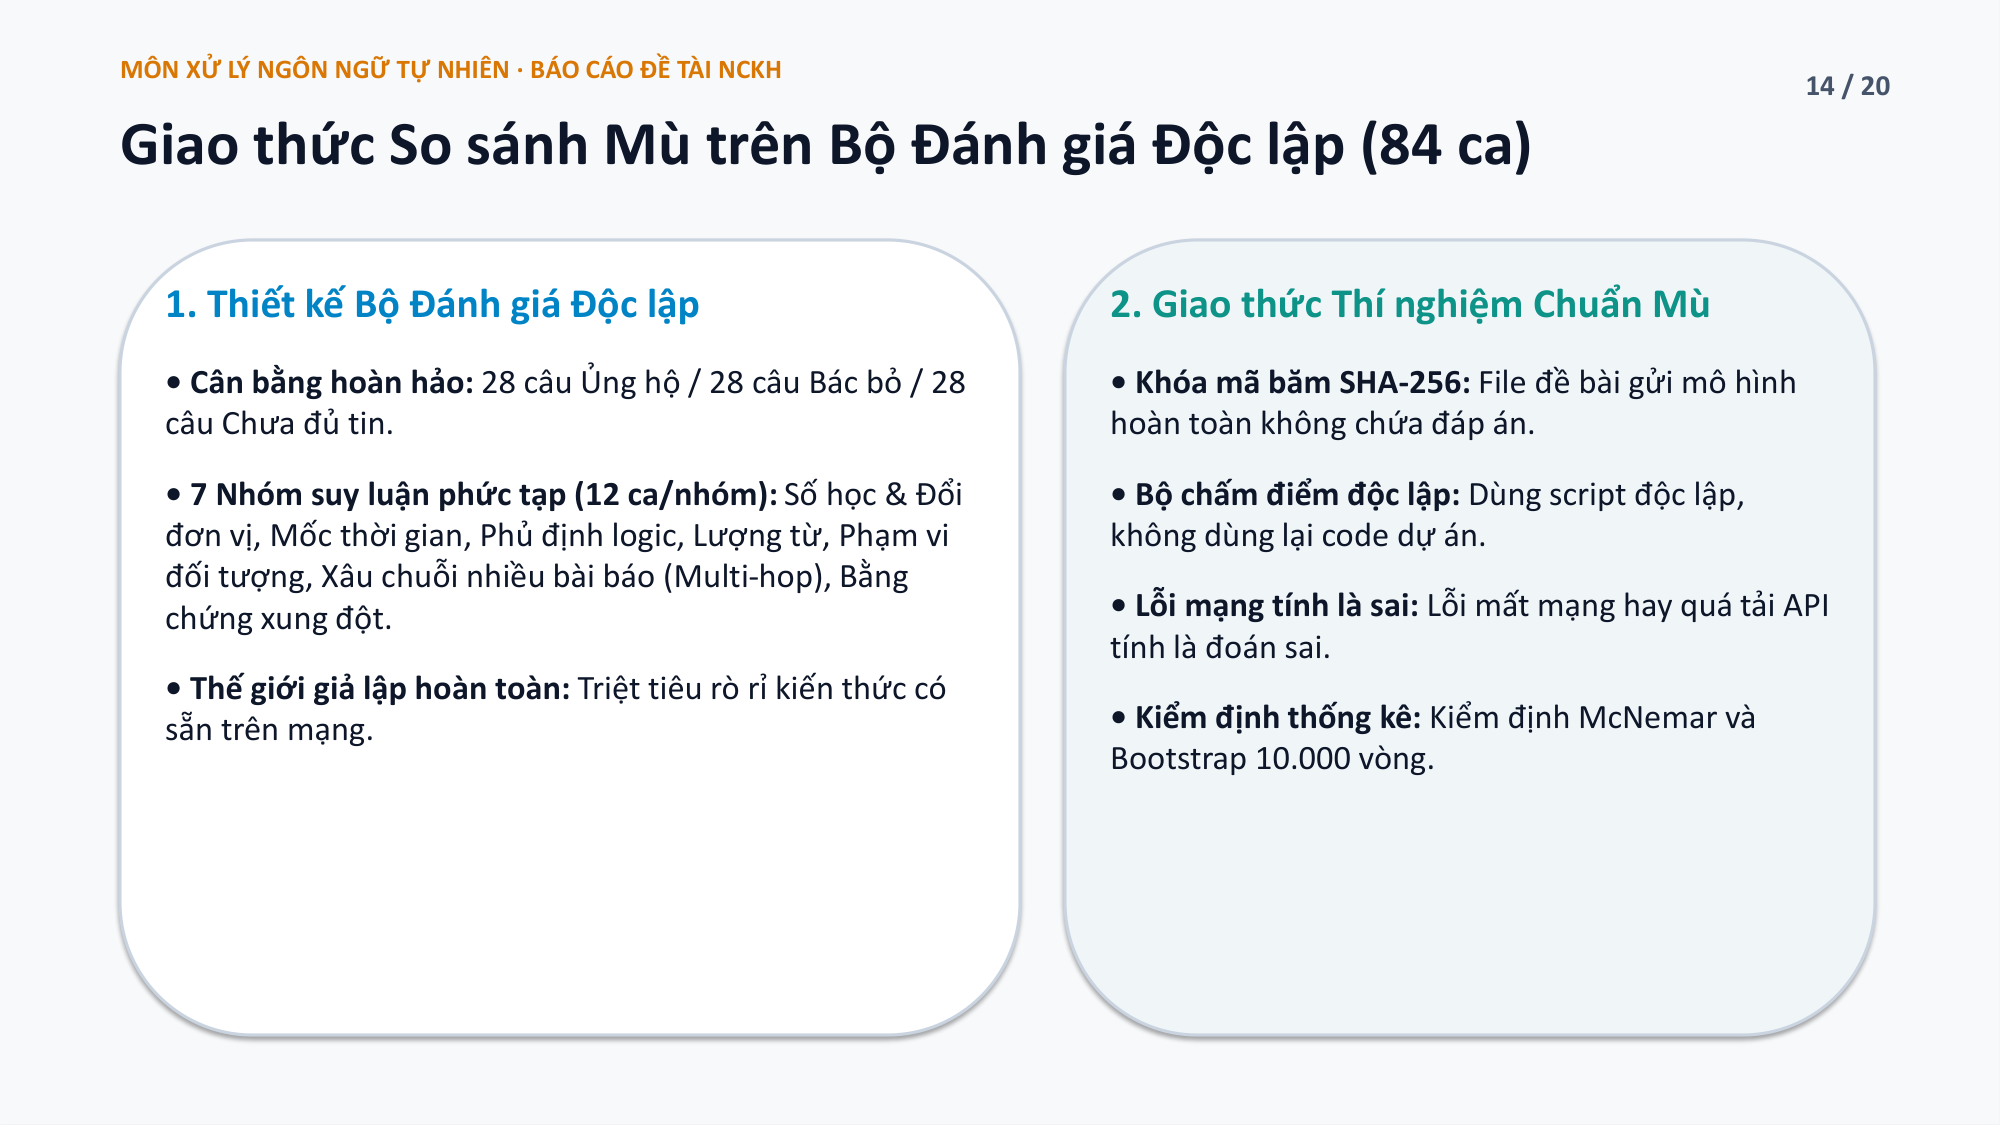 MÔN XỬ LÝ NGÔN NGỮ TỰ NHIÊN · BÁO CÁO ĐỀ TÀI NCKH
14 / 20
Giao thức So sánh Mù trên Bộ Đánh giá Độc lập (84 ca)
1. Thiết kế Bộ Đánh giá Độc lập
• Cân bằng hoàn hảo: 28 câu Ủng hộ / 28 câu Bác bỏ / 28
câu Chưa đủ tin.
• 7 Nhóm suy luận phức tạp (12 ca/nhóm): Số học & Đổi
đơn vị, Mốc thời gian, Phủ định logic, Lượng từ, Phạm vi
đối tượng, Xâu chuỗi nhiều bài báo (Multi-hop), Bằng
chứng xung đột.
• Thế giới giả lập hoàn toàn: Triệt tiêu rò rỉ kiến thức có
sẵn trên mạng.
2. Giao thức Thí nghiệm Chuẩn Mù
• Khóa mã băm SHA-256: File đề bài gửi mô hình
hoàn toàn không chứa đáp án.
• Bộ chấm điểm độc lập: Dùng script độc lập,
không dùng lại code dự án.
• Lỗi mạng tính là sai: Lỗi mất mạng hay quá tải API
tính là đoán sai.
• Kiểm định thống kê: Kiểm định McNemar và
Bootstrap 10.000 vòng.